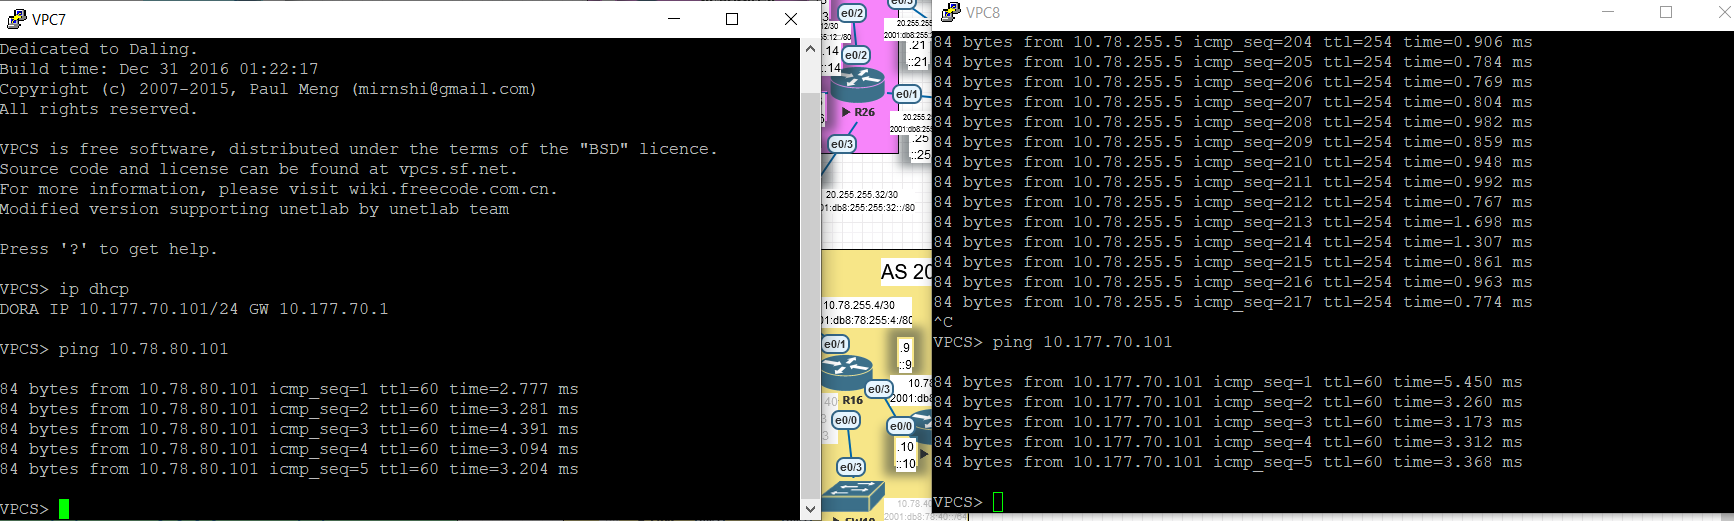 VPC7
Dedicated to Daling.
Build time: Dec 31 2016 01:22:17
Copyright (c) 2007-2015, Paul Meng (mirnshi@gmail.com)
All rights reserved.
VPCS is free software, distributed under the terms of the "BSD" licence.
Source code and license can be found at vpcs.sf.net.
For more information, please visit wiki.freecode.com.cn.
Modified version supporting unetlab by unetlab team
Press '?' to get help.
VPCS> ip dhcp
DORA IP 10.177.70.101/24 GW 10.177.70.1
VPCS> ping 10.78.80.101
84 bytes from 10.78.80.101 icmp_seq=1 ttl=60 time=2.777 ms
84 bytes from 10.78.80.101 icmp_seq=2 ttl=60 time=3.281 ms
84 bytes from 10.78.80.101 icmp_seq=3 ttl=60 time=4.391 ms
84 bytes from 10.78.80.101 icmp_seq=4 ttl=60 time=3.094 ms
84 bytes from 10.78.80.101 icmp_seq=5 ttl=60 time=3.204 ms
VPCS>
e0/2
20.255
.14
::14
e0/2
.21
::21
e0/1
R26
e0/3
.25
::25
20.255.255.32/30
01:db8:255:255:32::/80
AS 20
10.78.255.4/30
01:db8:78:255:4:/80
e0/1
.9
::9
e0/3
R16
e0/0
e0/0
.10
::10
e0/3
VPC8
84 bytes from 10.78.255.5 icmp_seq=204 ttl=254 time=0.906 ms
84 bytes from 10.78.255.5 icmp_seq=205 ttl=254 time=0.784 ms
84 bytes from 10.78.255.5 icmp_seq=206 ttl=254 time=0.769 ms
84 bytes from 10.78.255.5 icmp_seq=207 ttl=254 time=0.804 ms
84 bytes from 10.78.255.5 icmp_seq=208 ttl=254 time=0.982 ms
84 bytes from 10.78.255.5 icmp_seq=209 ttl=254 time=0.859 ms
84 bytes from 10.78.255.5 icmp_seq=210 ttl=254 time=0.948 ms
84 bytes from 10.78.255.5 icmp_seq=211 ttl=254 time=0.992 ms
84 bytes from 10.78.255.5 icmp_seq=212 ttl=254 time=0.767 ms
84 bytes from 10.78.255.5 icmp_seq=213 ttl=254 time=1.698 ms
84 bytes from 10.78.255.5 icmp_seq=214 ttl=254 time=1.307 ms
84 bytes from 10.78.255.5 icmp_seq=215 ttl=254 time=0.861 ms
84 bytes from 10.78.255.5 icmp_seq=216 ttl=254 time=0.963 ms
84 bytes from 10.78.255.5 icmp_seq=217 ttl=254 time=0.774 ms
^C
VPCS> ping 10.177.70.101
84 bytes from 10.177.70.101 icmp_seq=1 ttl=60 time=5.450 ms
84 bytes from 10.177.70.101 icmp_seq=2 ttl=60 time=3.260 ms
84 bytes from 10.177.70.101 icmp_seq=3 ttl=60 time=3.173 ms
84 bytes from 10.177.70.101 icmp_seq=4 ttl=60 time=3.312 ms
84 bytes from 10.177.70.101 icmp_seq=5 ttl=60 time=3.368 ms
VPCS>